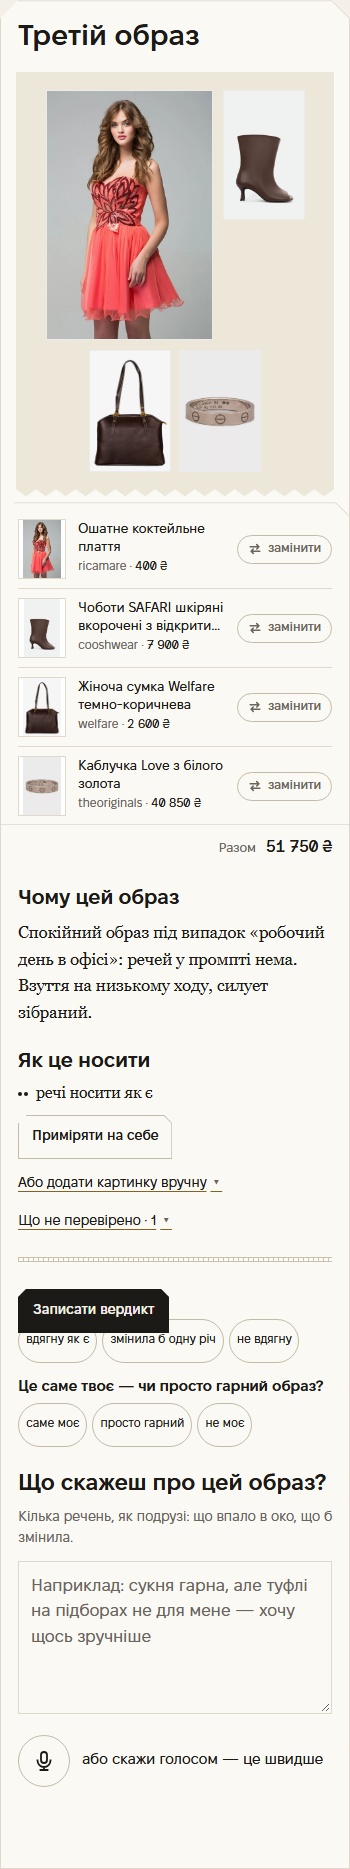 Третій образ
Ошатне коктейльне
плаття
ricamare · 400 ₴
замінити
Чоботи SAFARI шкіряні
вкорочені з відкрити...
cooshwear · 7 900 ₴
замінити
Жіноча сумка Welfare
темно-коричнева
welfare · 2 600 ₴
замінити
Каблучка Love з білого
золота
theoriginals · 40 850 ₴
замінити
Разом 51 750 ₴
Чому цей образ
Спокійний образ під випадок «робочий
день в офісі»: речей у промпті нема.
Взуття на низькому ходу, силует
зібраний.
Як це носити
•• речі носити як є
Приміряти на себе
Або додати картинку вручну ▾
Що не перевірено · 1 ▾
Записати вердикт
вдягну як є змінила б одну річ не вдягну
Це саме твоє — чи просто гарний образ?
саме моє просто гарний не моє
Що скажеш про цей образ?
Кілька речень, як подрузі: що впало в око, що б
змінила.
Наприклад: сукня гарна, але туфлі
на підборах не для мене — хочу
щось зручніше
або скажи голосом — це швидше